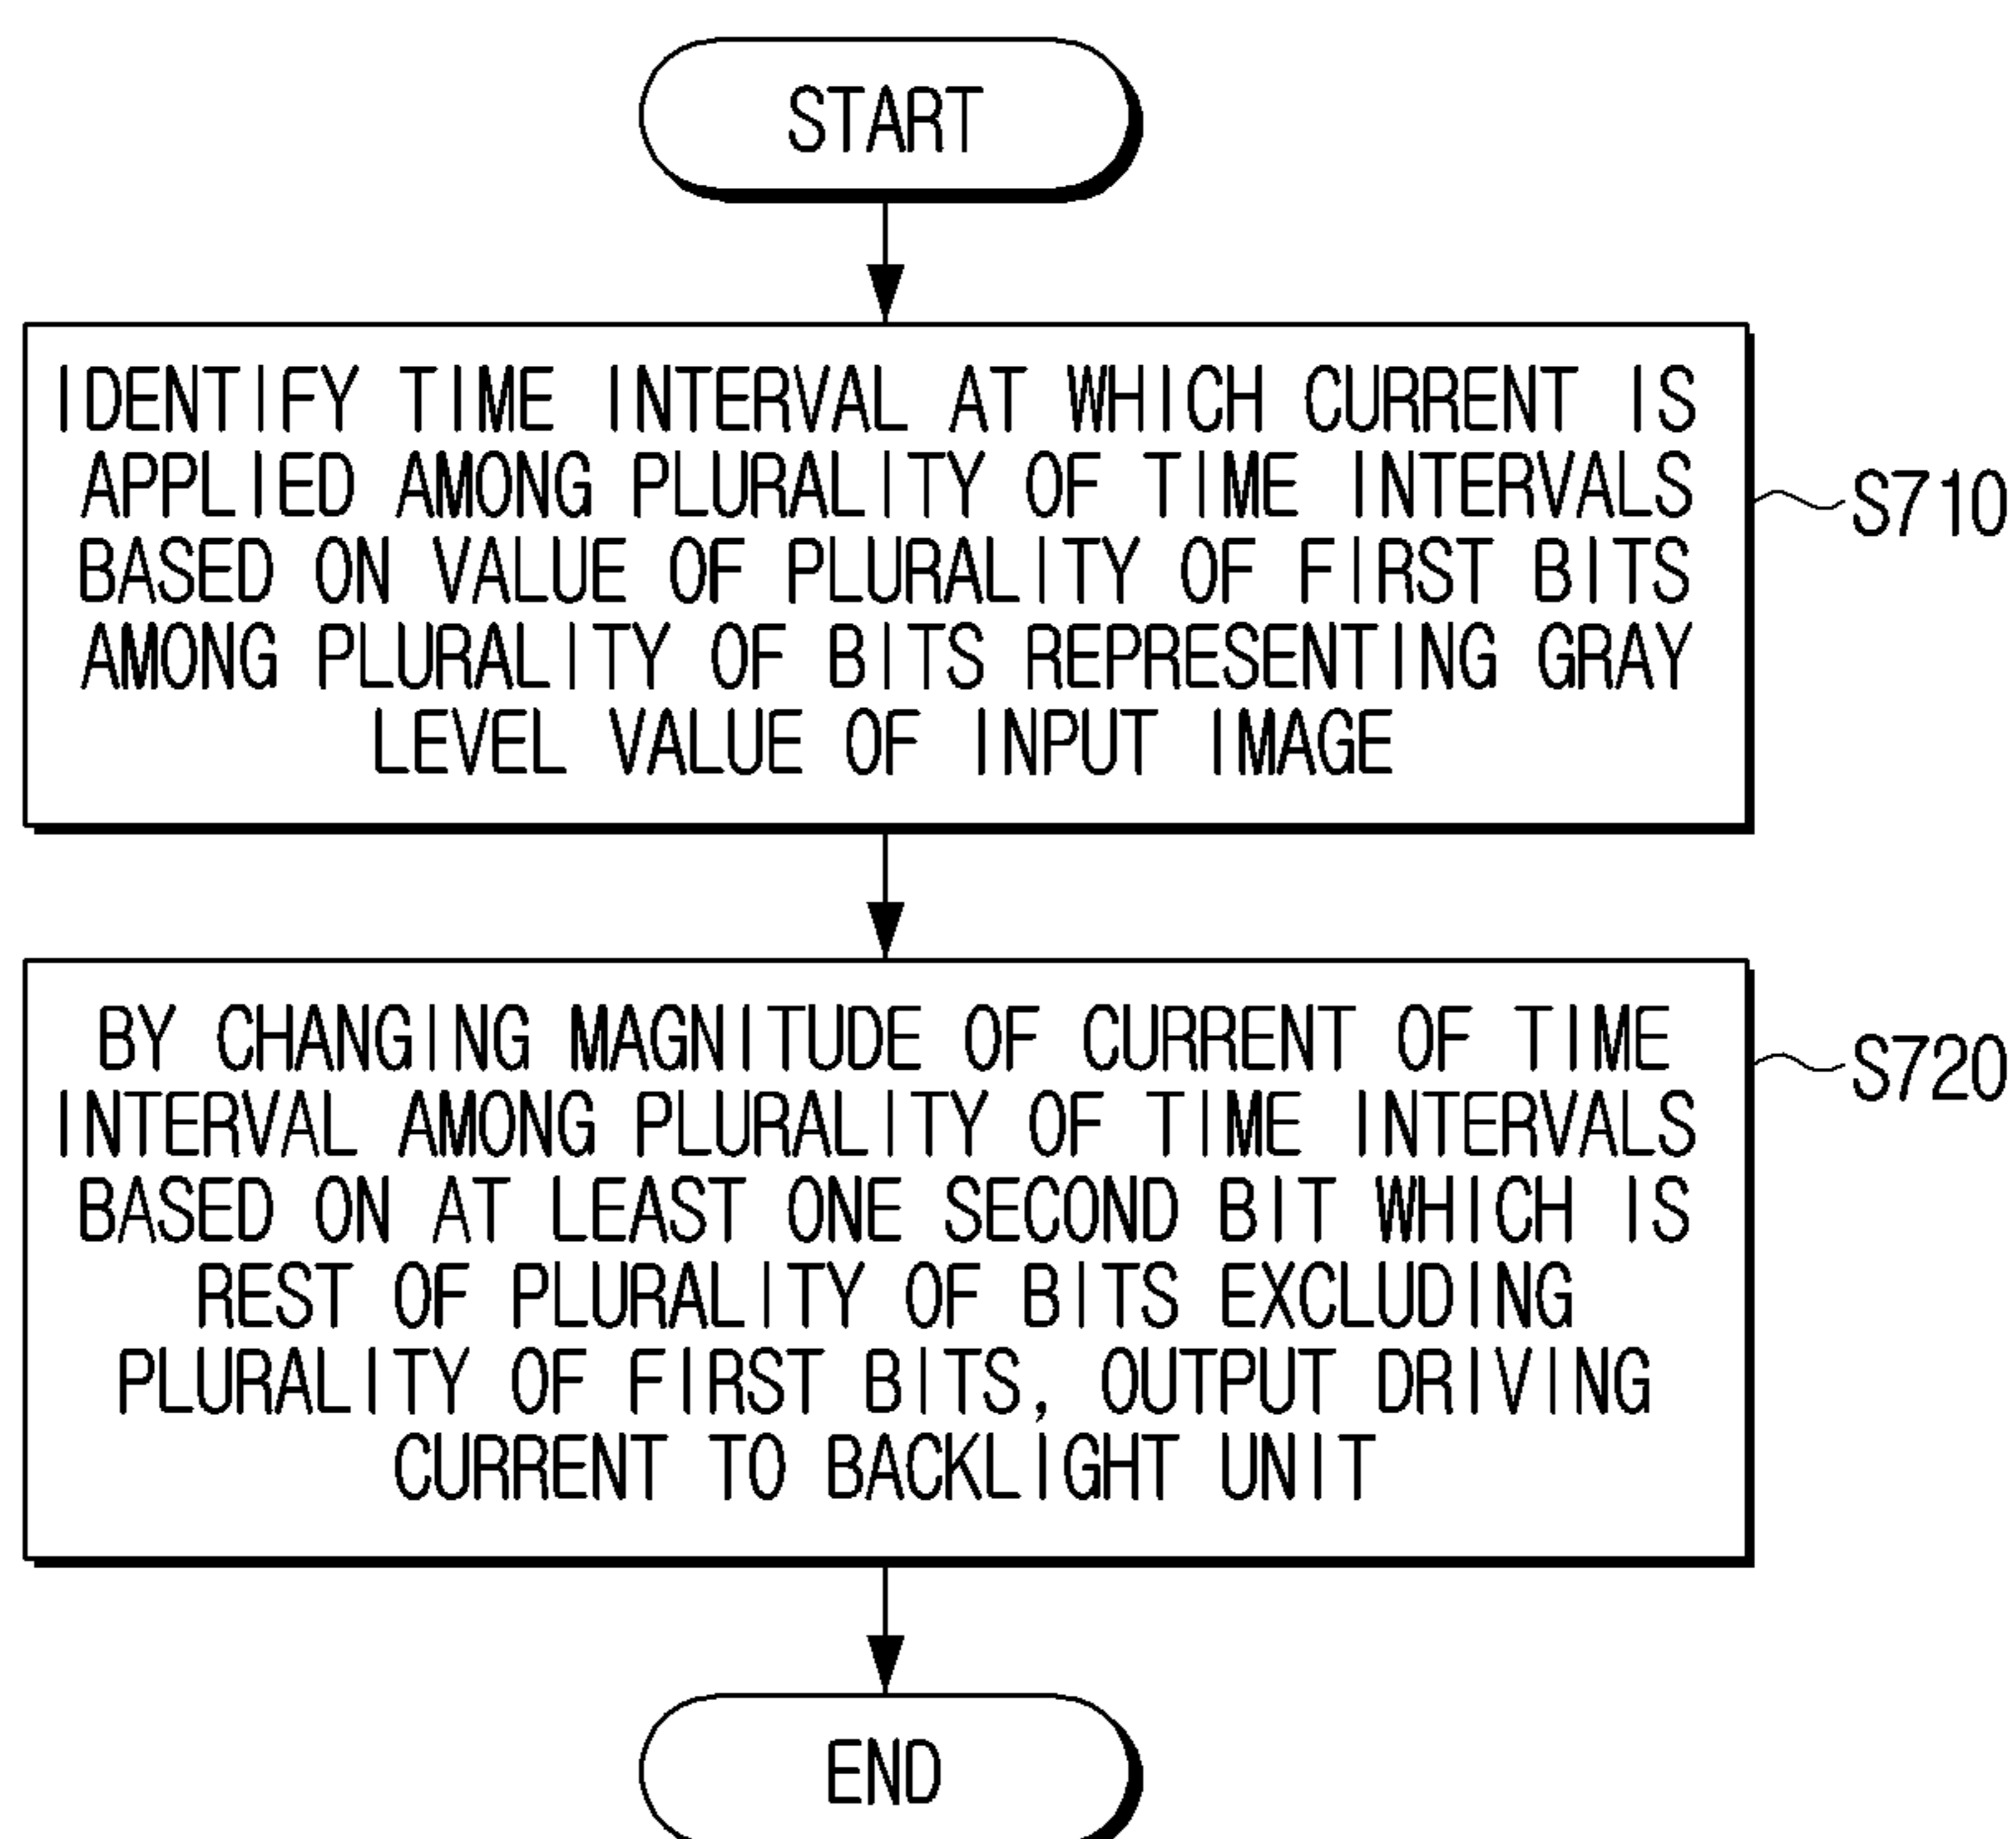 START
IDENTIFY TIME INTERVAL AT WHICH CURRENT IS
APPLIED AMONG PLURALITY OF TIME INTERVALS
BASED ON VALUE OF PLURALITY OF FIRST BITS
AMONG PLURALITY OF BITS REPRESENTING GRAY
LEVEL VALUE OF INPUT IMAGE
S710
BY CHANGING MAGNITUDE OF CURRENT OF TIME
INTERVAL AMONG PLURALITY OF TIME INTERVALS
BASED ON AT LEAST ONE SECOND BIT WHICH IS
REST OF PLURALITY OF BITS EXCLUDING
PLURALITY OF FIRST BITS, OUTPUT DRIVING
CURRENT TO BACKLIGHT UNIT
S720
END